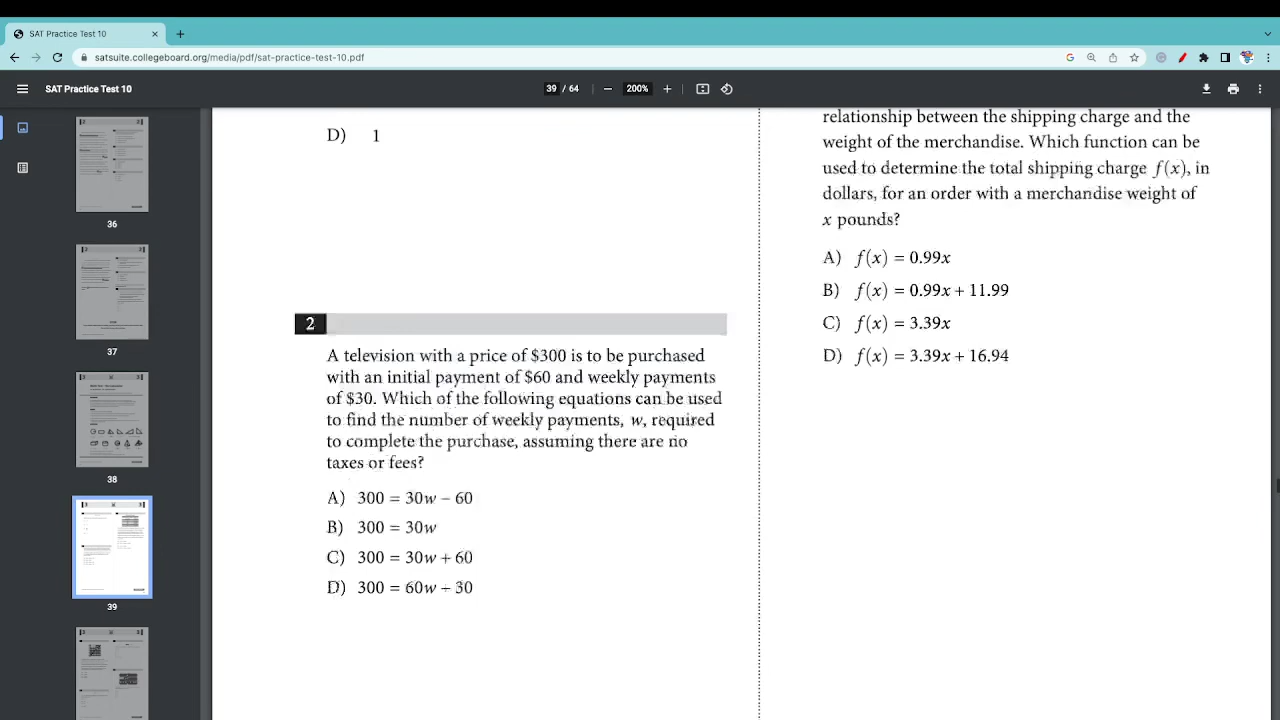 SAT Practice Test 10
satsuite.collegeboard.org/media/pdf/sat-practice-test-10.pdf
SAT Practice Test 10
39 / 64
200%
36
37
38
39
D) 1
2
A television with a price of $300 is to be purchased
with an initial payment of $60 and weekly payments
of $30. Which of the following equations can be used
to find the number of weekly payments, w, required
to complete the purchase, assuming there are no
taxes or fees?
A) 300 = 30w − 60
B) 300 = 30w
C) 300 = 30w + 60
D) 300 = 60w − 30
relationship between the shipping charge and the
weight of the merchandise. Which function can be
used to determine the total shipping charge f(x), in
dollars, for an order with a merchandise weight of
x pounds?
A) f(x) = 0.99x
B) f(x) = 0.99x + 11.99
C) f(x) = 3.39x
D) f(x) = 3.39x + 16.94